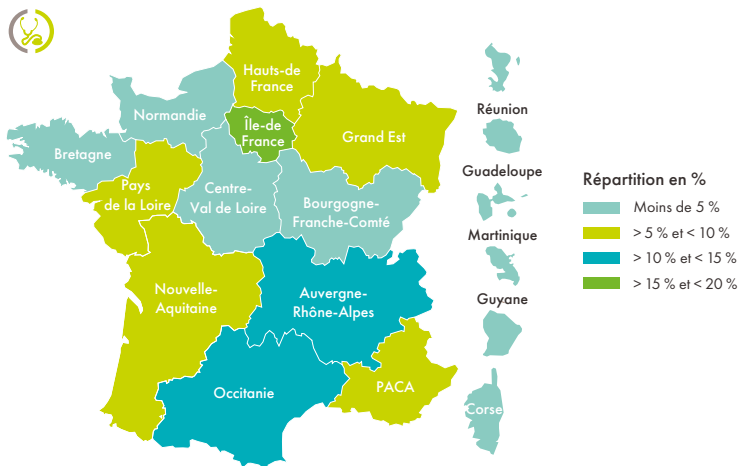 Hauts-de
France
Normandie
Île-de
France
Grand Est
Bretagne
Pays
de la Loire
Centre-
Val de Loire
Bourgogne-
Franche-Comté
Nouvelle-
Aquitaine
Auvergne-
Rhône-Alpes
Occitanie
PACA
Réunion
Guadeloupe
Martinique
Guyane
Corse
Répartition en %
Moins de 5 %
> 5 % et < 10 %
> 10 % et < 15 %
> 15 % et < 20 %